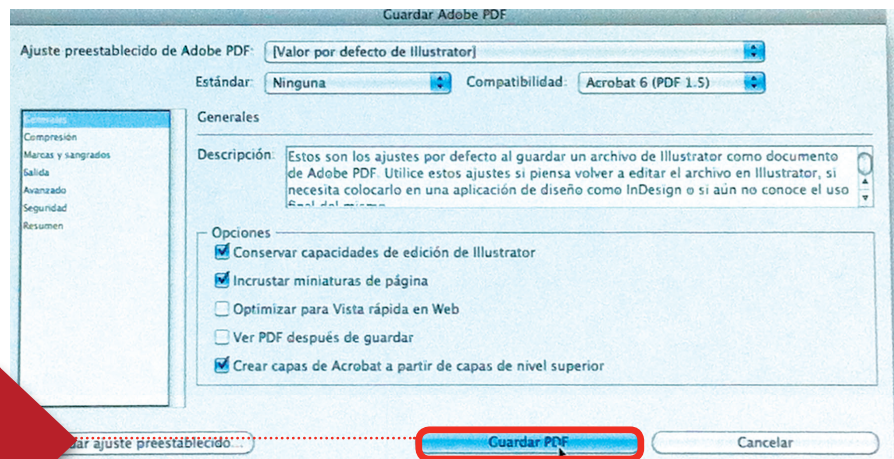 Guardar Adobe PDF
Ajuste preestablecido de Adobe PDF: [Valor por defecto de Illustrator]
Estándar: Ninguna Compatibilidad: Acrobat 6 (PDF 1.5)
Generales
Compresión
Marcas y sangrados
Salida
Avanzado
Seguridad
Resumen
Generales
Descripción: Estos son los ajustes por defecto al guardar un archivo de Illustrator como documento
de Adobe PDF. Utilice estos ajustes si piensa volver a editar el archivo en Illustrator, si
necesita colocarlo en una aplicación de diseño como InDesign o si aún no conoce el uso
final del mismo
Opciones
Conservar capacidades de edición de Illustrator
Incrustar miniaturas de página
Optimizar para Vista rápida en Web
Ver PDF después de guardar
Crear capas de Acrobat a partir de capas de nivel superior
ajuste preestablecido... Guardar PDF Cancelar